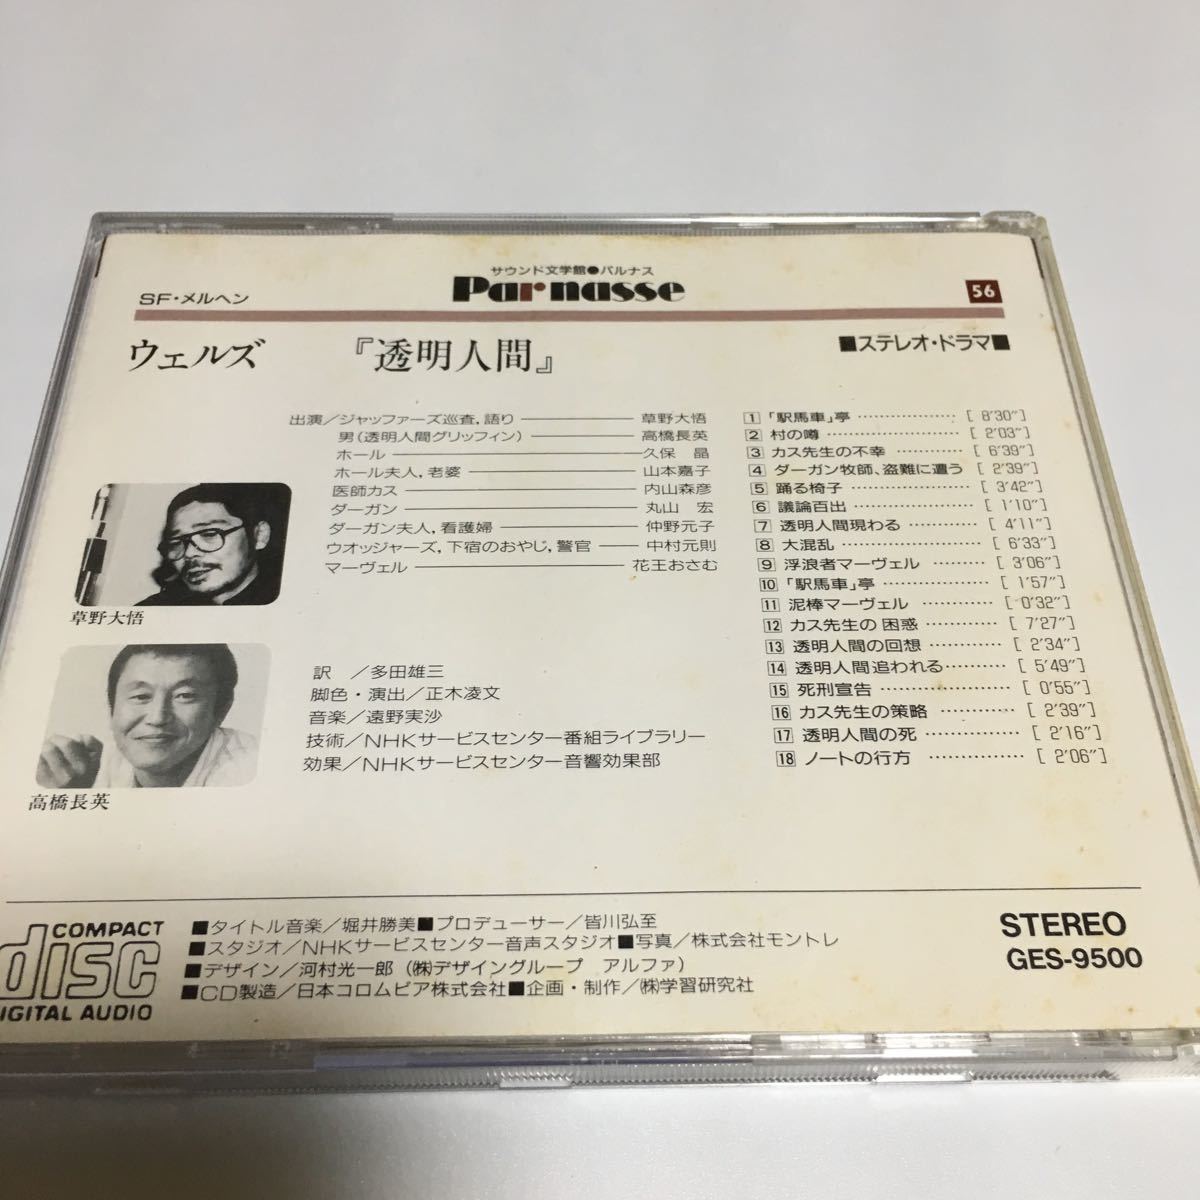 サウンド文学館●パルナス
Parnasse
SF・メルヘン
56
ウェルズ 『透明人間』
■ステレオ・ドラマ■
出演／ジャッファーズ巡査，語り 草野大悟
男（透明人間グリッフィン） 高橋長英
ホール 久保 晶
ホール夫人，老婆 山本嘉子
医師カス 内山森彦
ダーガン 丸山 宏
ダーガン夫人，看護婦 仲野元子
ウオッジャーズ，下宿のおやじ，警官 中村元則
マーヴェル 花王おさむ
草野大悟
高橋長英
訳 ／多田雄三
脚色・演出／正木凌文
音楽／遠野実沙
技術／NHKサービスセンター番組ライブラリー
効果／NHKサービスセンター音響効果部
1 「駅馬車」亭 ……………… [ 8'30"]
2 村の噂 ……………… [ 2'03"]
3 カス先生の不幸 ………… [ 6'39"]
4 ダーガン牧師、盗難に遭う [ 2'39"]
5 踊る椅子 ……………… [ 3'42"]
6 議論百出 ……………… [ 1'10"]
7 透明人間現わる ………… [ 4'11"]
8 大混乱 ……………… [ 6'33"]
9 浮浪者マーヴェル ………… [ 3'06"]
10 「駅馬車」亭 ……………… [ 1'57"]
11 泥棒マーヴェル ………… [ 0'32"]
12 カス先生の困惑 ………… [ 7'27"]
13 透明人間の回想 ………… [ 2'34"]
14 透明人間追われる ……… [ 5'49"]
15 死刑宣告 ……………… [ 0'55"]
16 カス先生の策略 ………… [ 2'39"]
17 透明人間の死 …………… [ 2'16"]
18 ノートの行方 …………… [ 2'06"]
COMPACT
disc
DIGITAL AUDIO
■タイトル音楽／堀井勝美■プロデューサー／皆川弘至
■スタジオ／NHKサービスセンター音声スタジオ■写真／株式会社モントレ
■デザイン／河村光一郎（㈱デザイングループ アルファ）
■CD製造／日本コロムビア株式会社■企画・制作／㈱学習研究社
STEREO
GES-9500